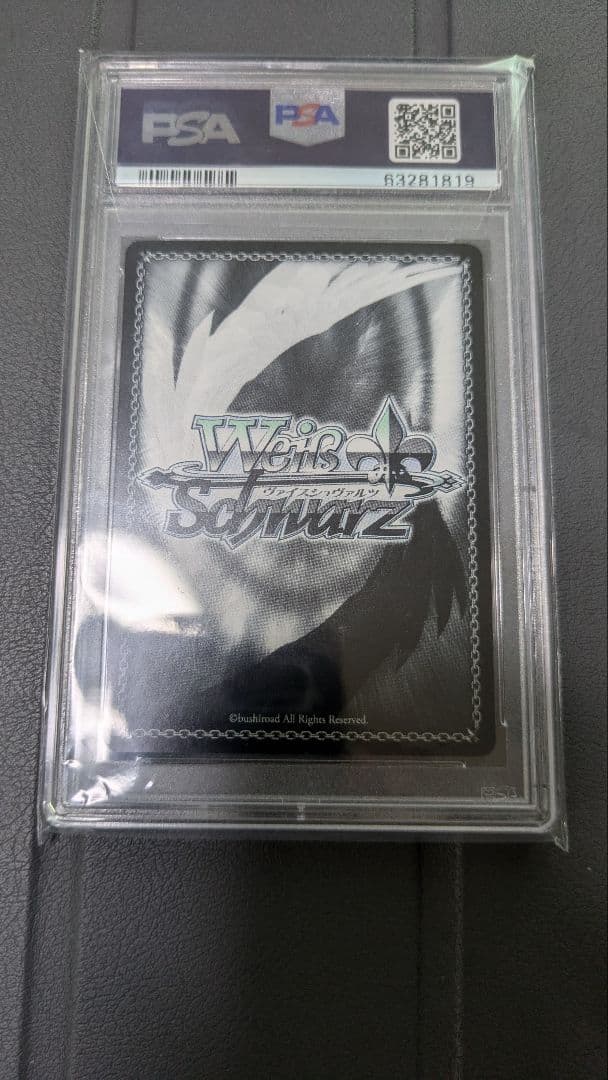 PSA
PSA
63281819
Weiß
ヴァイスシュヴァルツ
Schwarz
©bushiroad All Rights Reserved.
PSA